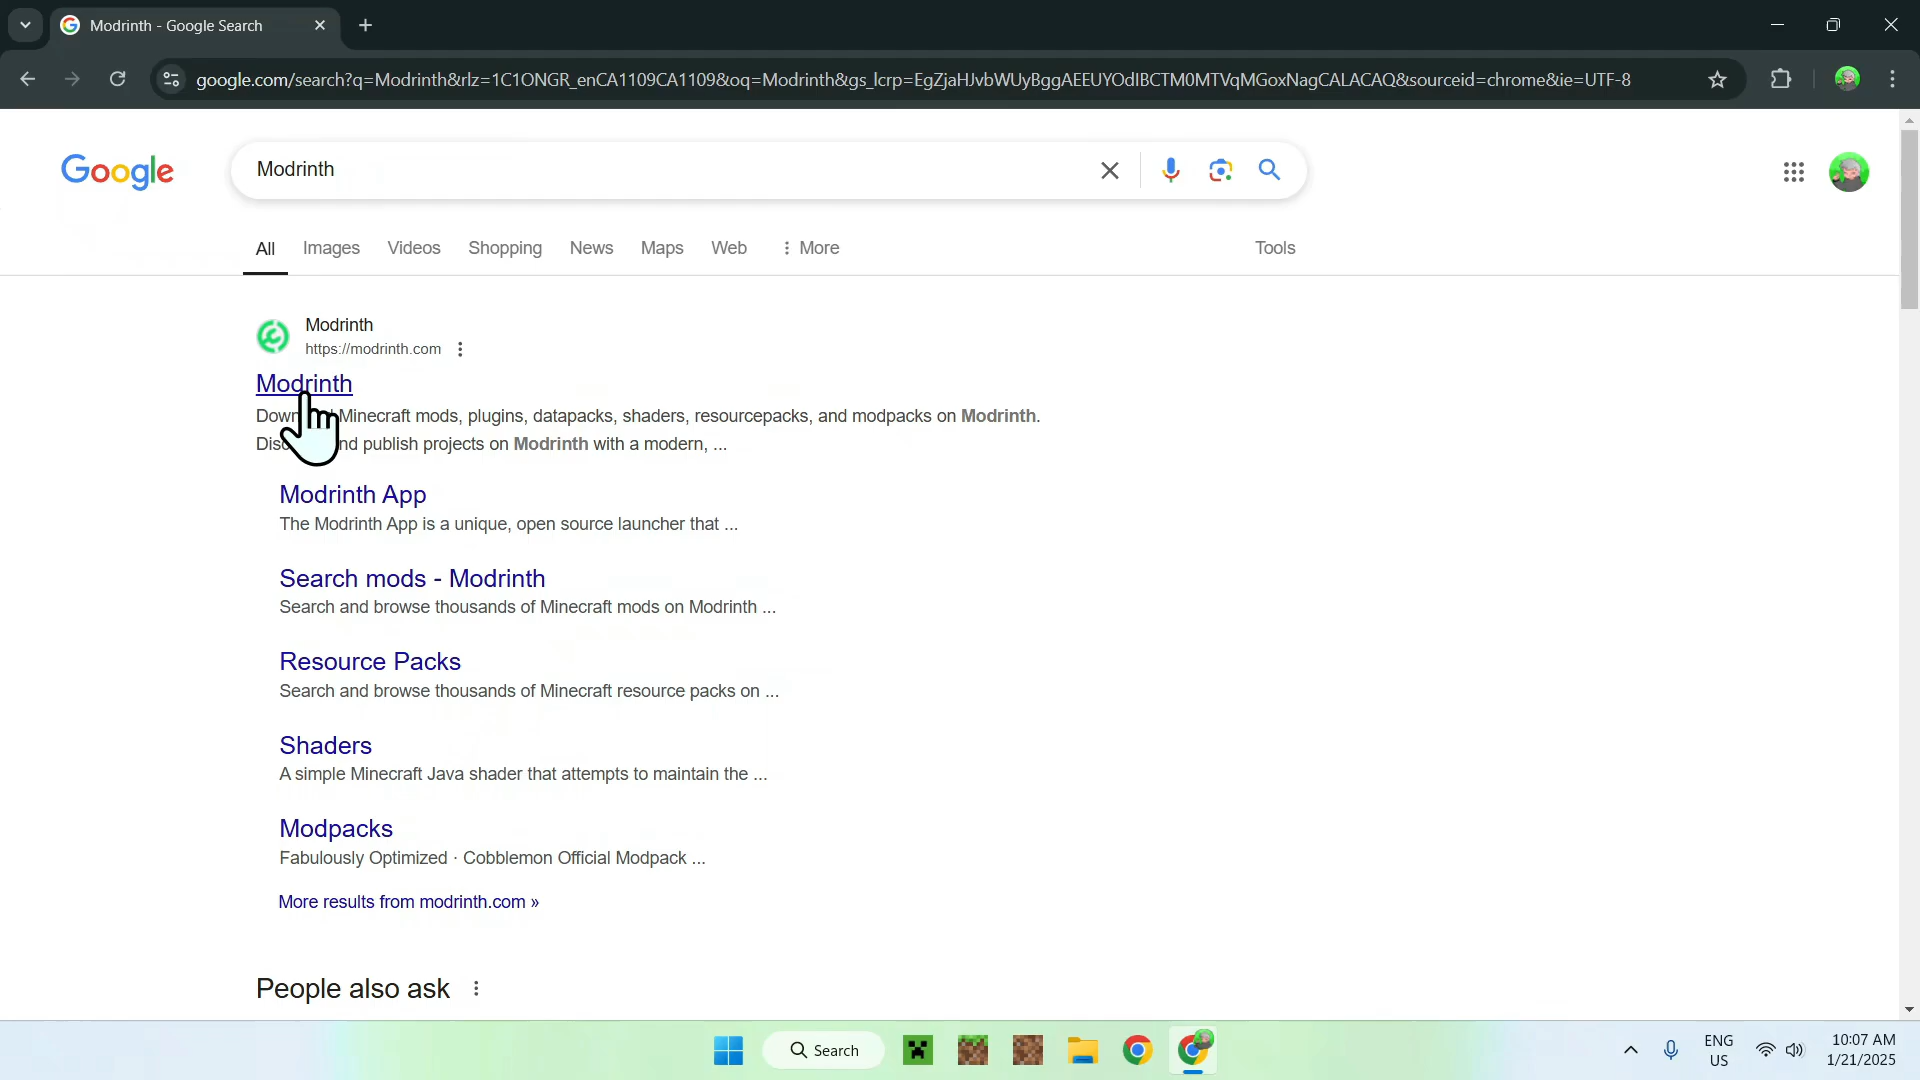 Modrinth - Google Search
google.com/search?q=Modrinth&rlz=1C1ONGR_enCA1109CA1109&oq=Modrinth&gs_lcrp=EgZjaHJvbWUyBggAEEUYOdIBCTM0MTVqMGoxNagCALACAQ&sourceid=chrome&ie=UTF-8
Google
Modrinth
All Images Videos Shopping News Maps Web More Tools
Modrinth
https://modrinth.com
Modrinth
Minecraft mods, plugins, datapacks, shaders, resourcepacks, and modpacks on Modrinth.
publish projects on Modrinth with a modern, ...
Modrinth App
The Modrinth App is a unique, open source launcher that ...
Search mods - Modrinth
Search and browse thousands of Minecraft mods on Modrinth ...
Resource Packs
Search and browse thousands of Minecraft resource packs on ...
Shaders
A simple Minecraft Java shader that attempts to maintain the ...
Modpacks
Fabulously Optimized · Cobblemon Official Modpack ...
More results from modrinth.com »
People also ask
Search
ENG
US
10:07 AM
1/21/2025